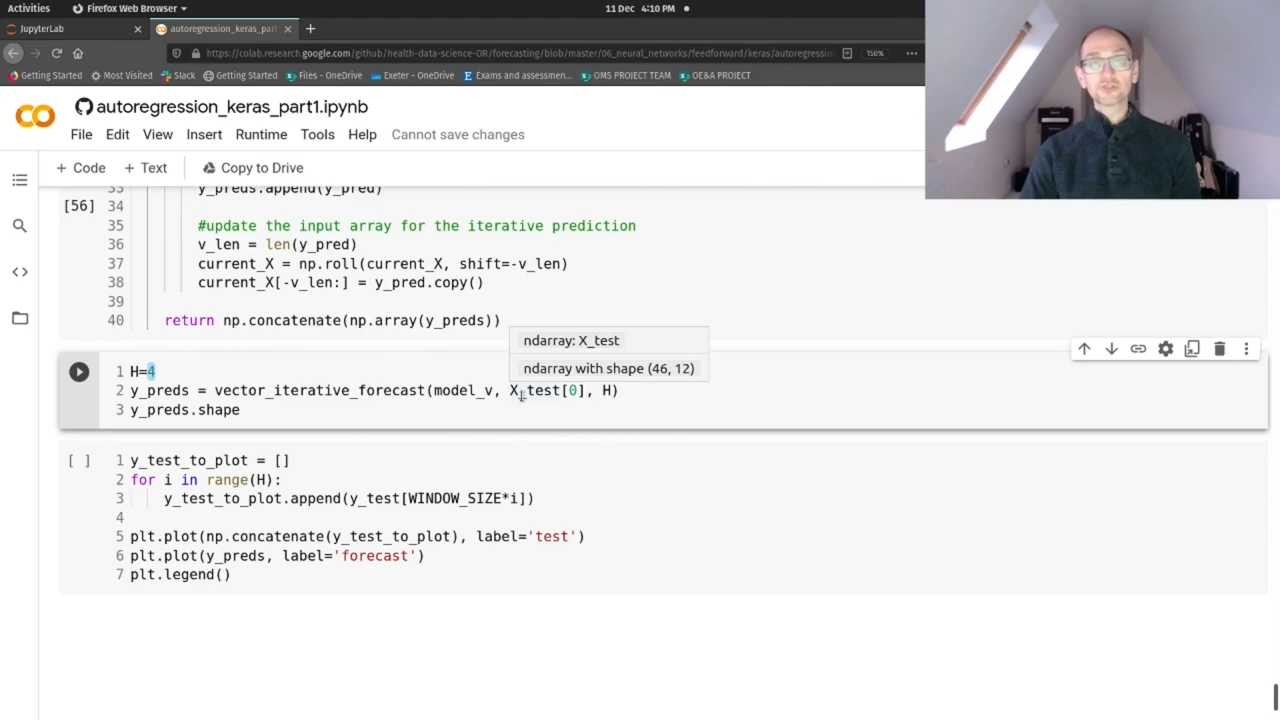 Activities
Firefox Web Browser
11 Dec 4:10 PM
JupyterLab
autoregression_keras_part
https://colab.research.google.com/github/health-data-science-OR/forecasting/blob/master/06_neural_networks/feedforward/keras/autoregression
150%
Getting Started
Most Visited
Slack
Getting Started
Files - OneDrive
Exeter - OneDrive
Exams and assessmen...
OMS PROJECT TEAM
OE&A PROJECT
autoregression_keras_part1.ipynb
File Edit View Insert Runtime Tools Help Cannot save changes
+ Code + Text Copy to Drive
33 y_preds.append(y_pred)
[56] 34
35 #update the input array for the iterative prediction
36 v_len = len(y_pred)
37 current_X = np.roll(current_X, shift=-v_len)
38 current_X[-v_len:] = y_pred.copy()
39
40 return np.concatenate(np.array(y_preds))
ndarray: X_test
ndarray with shape (46, 12)
1 H=4
2 y_preds = vector_iterative_forecast(model_v, X_test[0], H)
3 y_preds.shape
[ ] 1 y_test_to_plot = []
2 for i in range(H):
3 y_test_to_plot.append(y_test[WINDOW_SIZE*i])
4
5 plt.plot(np.concatenate(y_test_to_plot), label='test')
6 plt.plot(y_preds, label='forecast')
7 plt.legend()